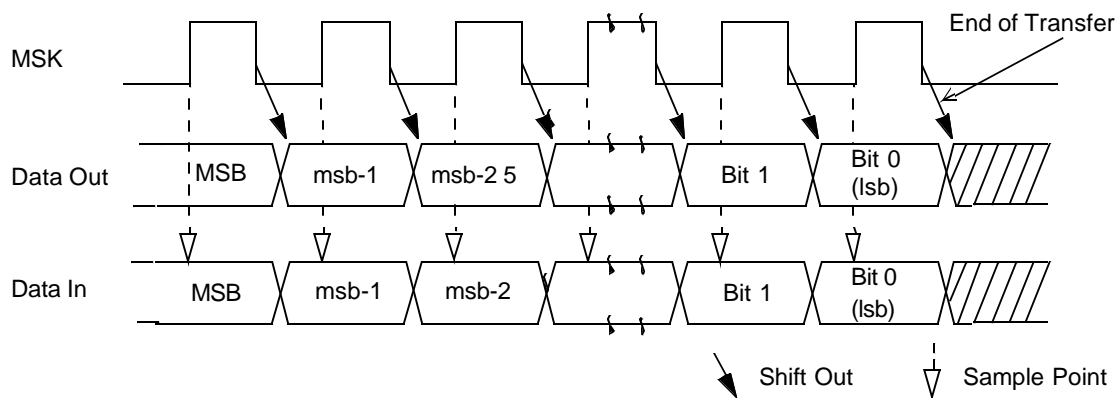 End of Transfer
MSK
Data Out
MSB
msb-1
msb-2 5
Bit 1
Bit 0
(lsb)
Data In
MSB
msb-1
msb-2
Bit 1
Bit 0
(lsb)
Shift Out
Sample Point